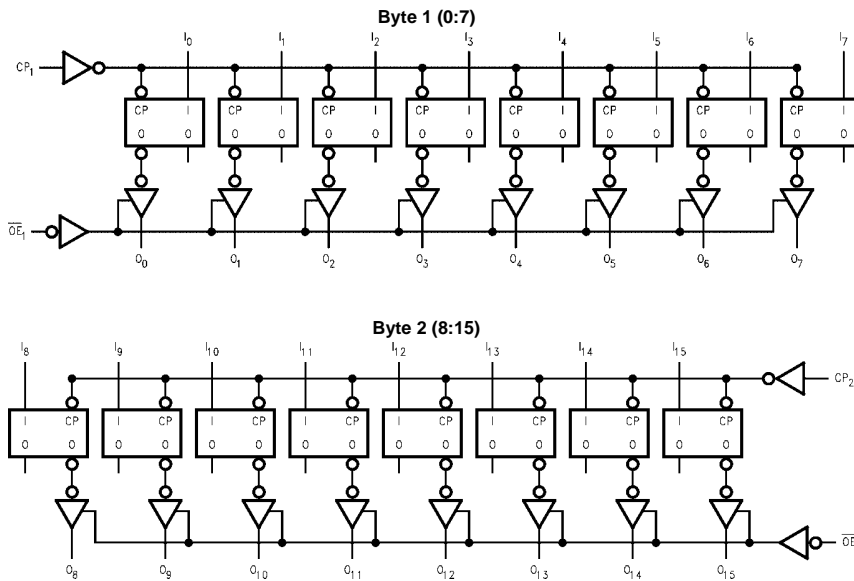 Byte 1 (0:7)
I0 I1 I2 I3 I4 I5 I6 I7
CP1
CP I CP I CP I CP I CP I CP I CP I CP I
O O O O O O O O O O O O O O O O
OE1
O0 O1 O2 O3 O4 O5 O6 O7
Byte 2 (8:15)
I8 I9 I10 I11 I12 I13 I14 I15
CP2
I CP I CP I CP I CP I CP I CP I CP I CP
O O O O O O O O O O O O O O O O
OE
O8 O9 O10 O11 O12 O13 O14 O15